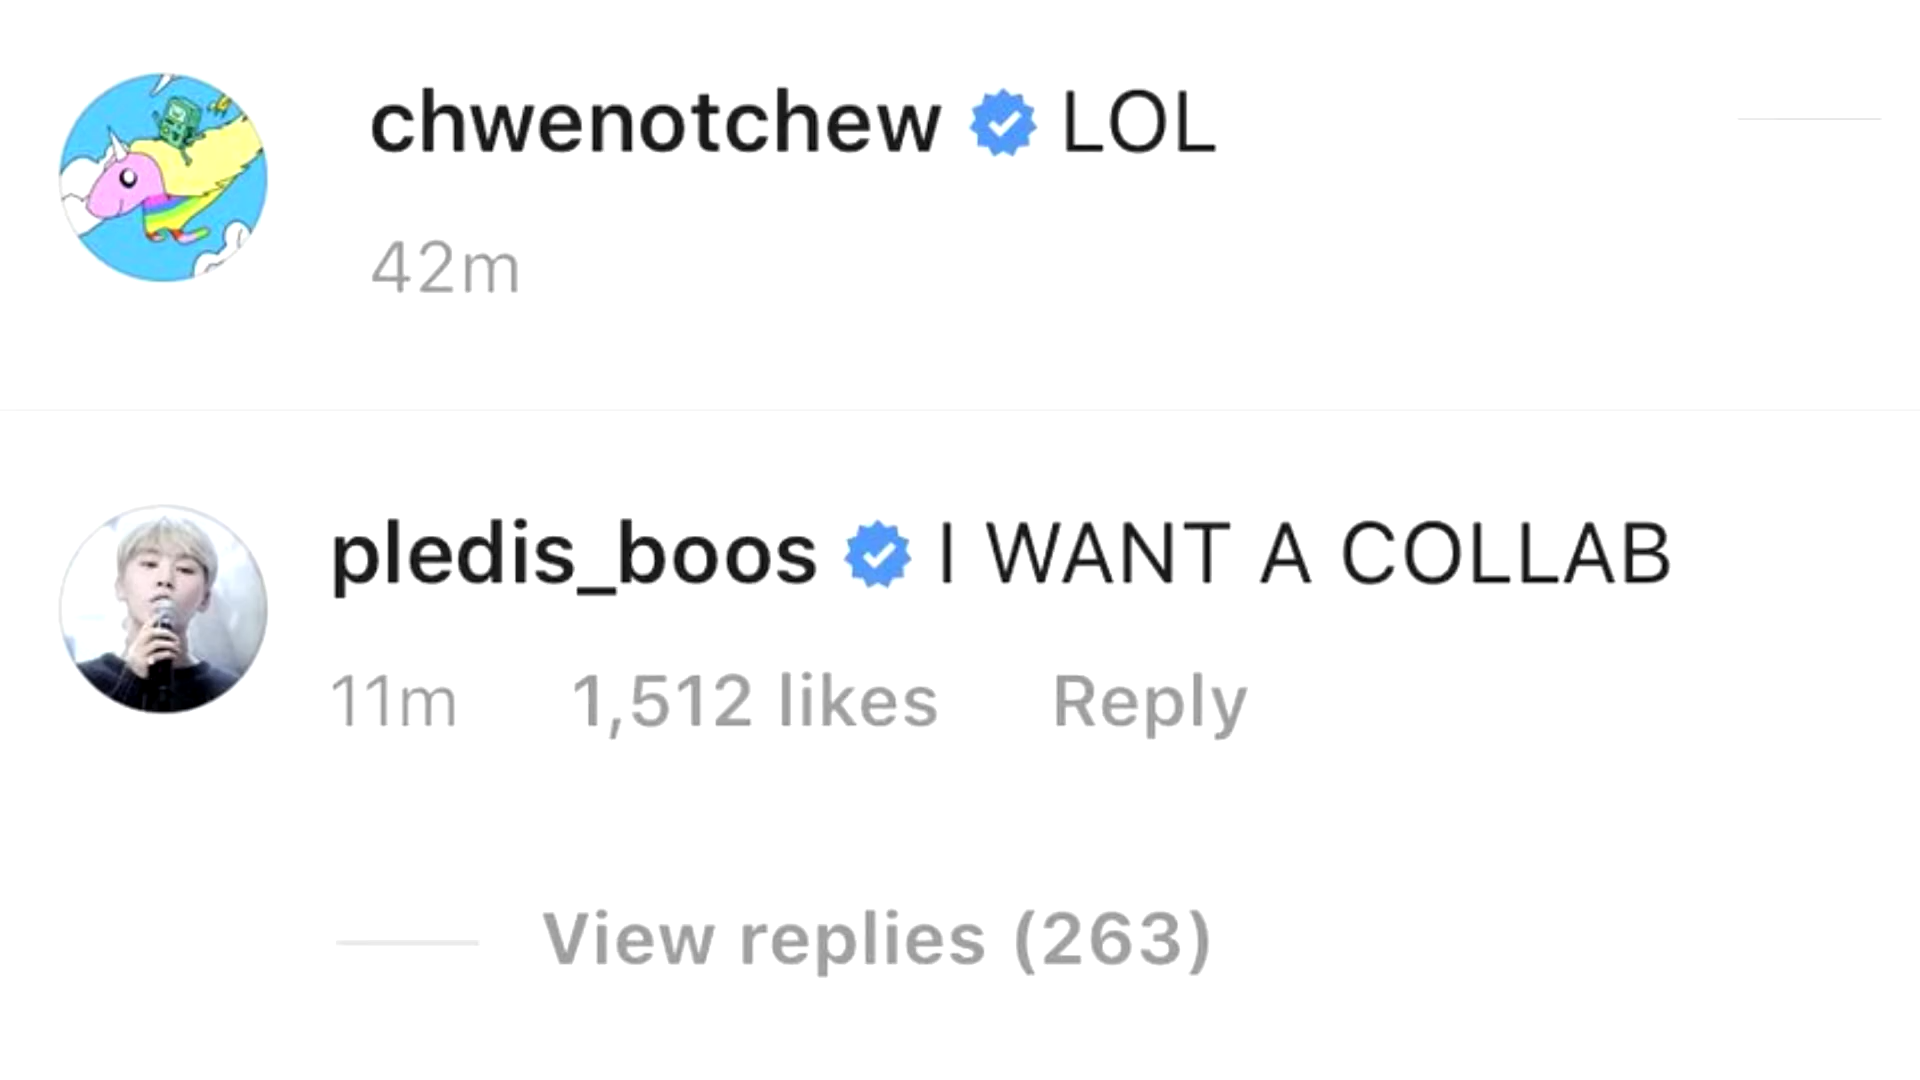 chwenotchew LOL
42m
pledis_boos I WANT A COLLAB
11m 1,512 likes Reply
View replies (263)